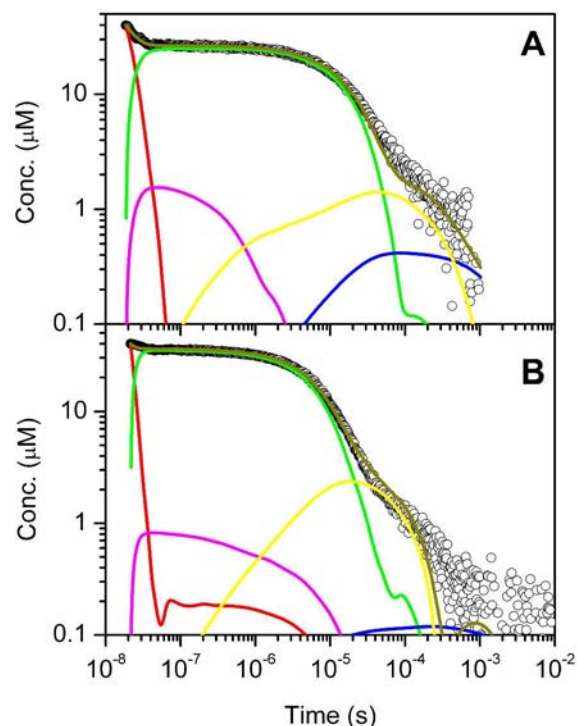 A
Conc. (μM)
10
1
0.1
B
Conc. (μM)
10
1
0.1
10⁻⁸ 10⁻⁷ 10⁻⁶ 10⁻⁵ 10⁻⁴ 10⁻³ 10⁻²
Time (s)